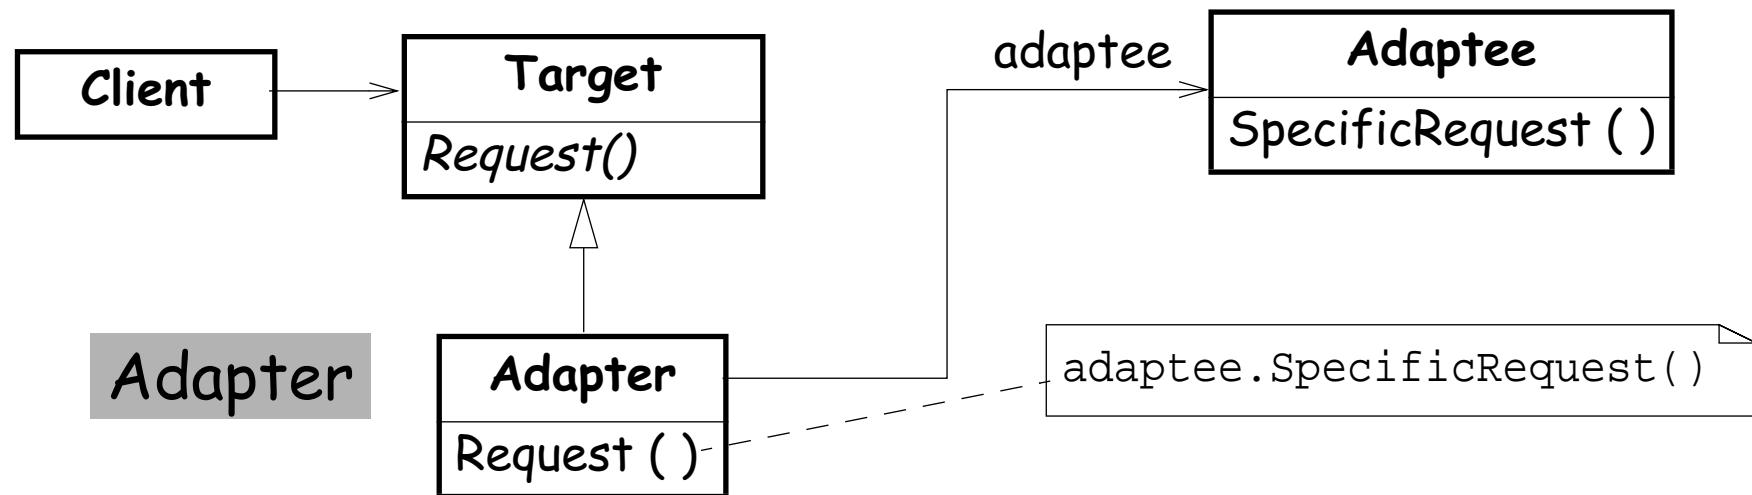 Client
Target
Request()
adaptee
Adaptee
SpecificRequest ( )
Adapter
Adapter
Request ( )
adaptee.SpecificRequest()